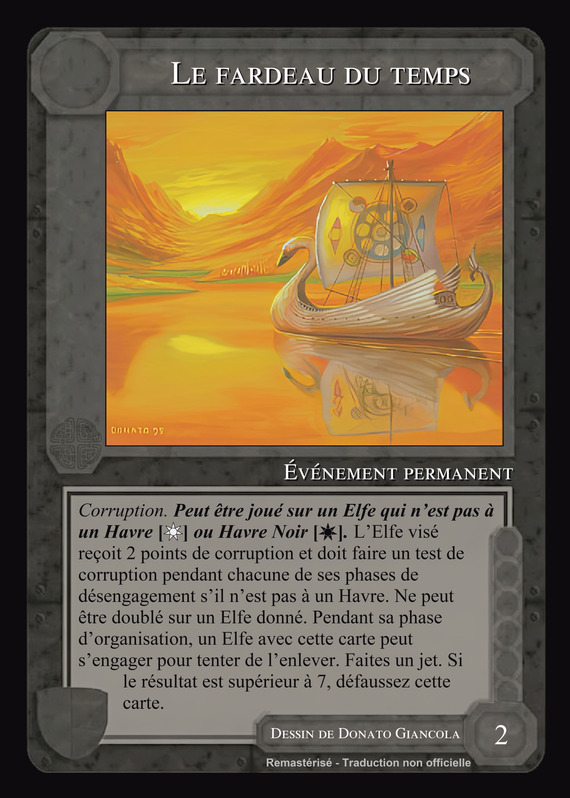 Le fardeau du temps
DONATO 98
Événement permanent
Corruption. Peut être joué sur un Elfe qui n’est pas à
un Havre [☼] ou Havre Noir [✷]. L’Elfe visé
reçoit 2 points de corruption et doit faire un test de
corruption pendant chacune de ses phases de
désengagement s’il n’est pas à un Havre. Ne peut
être doublé sur un Elfe donné. Pendant sa phase
d’organisation, un Elfe avec cette carte peut
s’engager pour tenter de l’enlever. Faites un jet. Si
le résultat est supérieur à 7, défaussez cette
carte.
Dessin de Donato Giancola
2
Remastérisé - Traduction non officielle